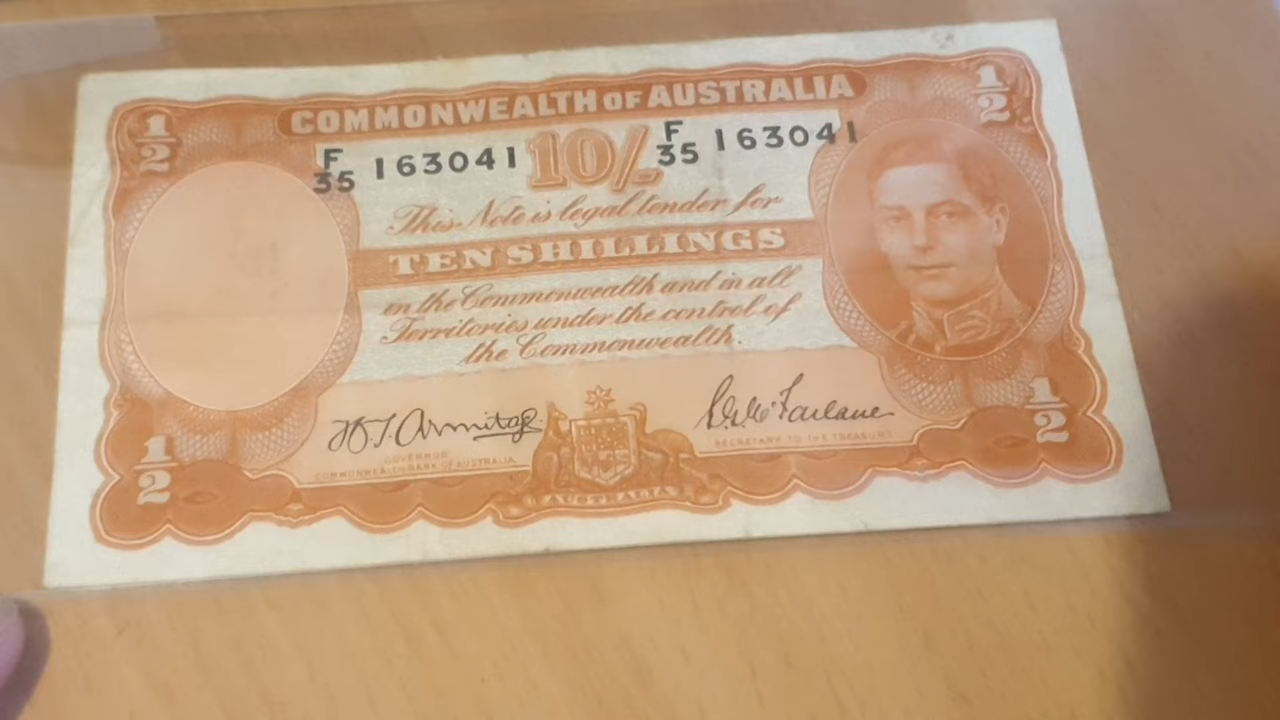 COMMONWEALTH OF AUSTRALIA
1/2
1/2
F/35 163041 10/- F/35 163041
This Note is legal tender for
TEN SHILLINGS
in the Commonwealth and in all
Territories under the control of
the Commonwealth.
H.T. Armitage
GOVERNOR
COMMONWEALTH BANK OF AUSTRALIA
S.G. McFarlane
SECRETARY TO THE TREASURY
1/2
1/2
AUSTRALIA